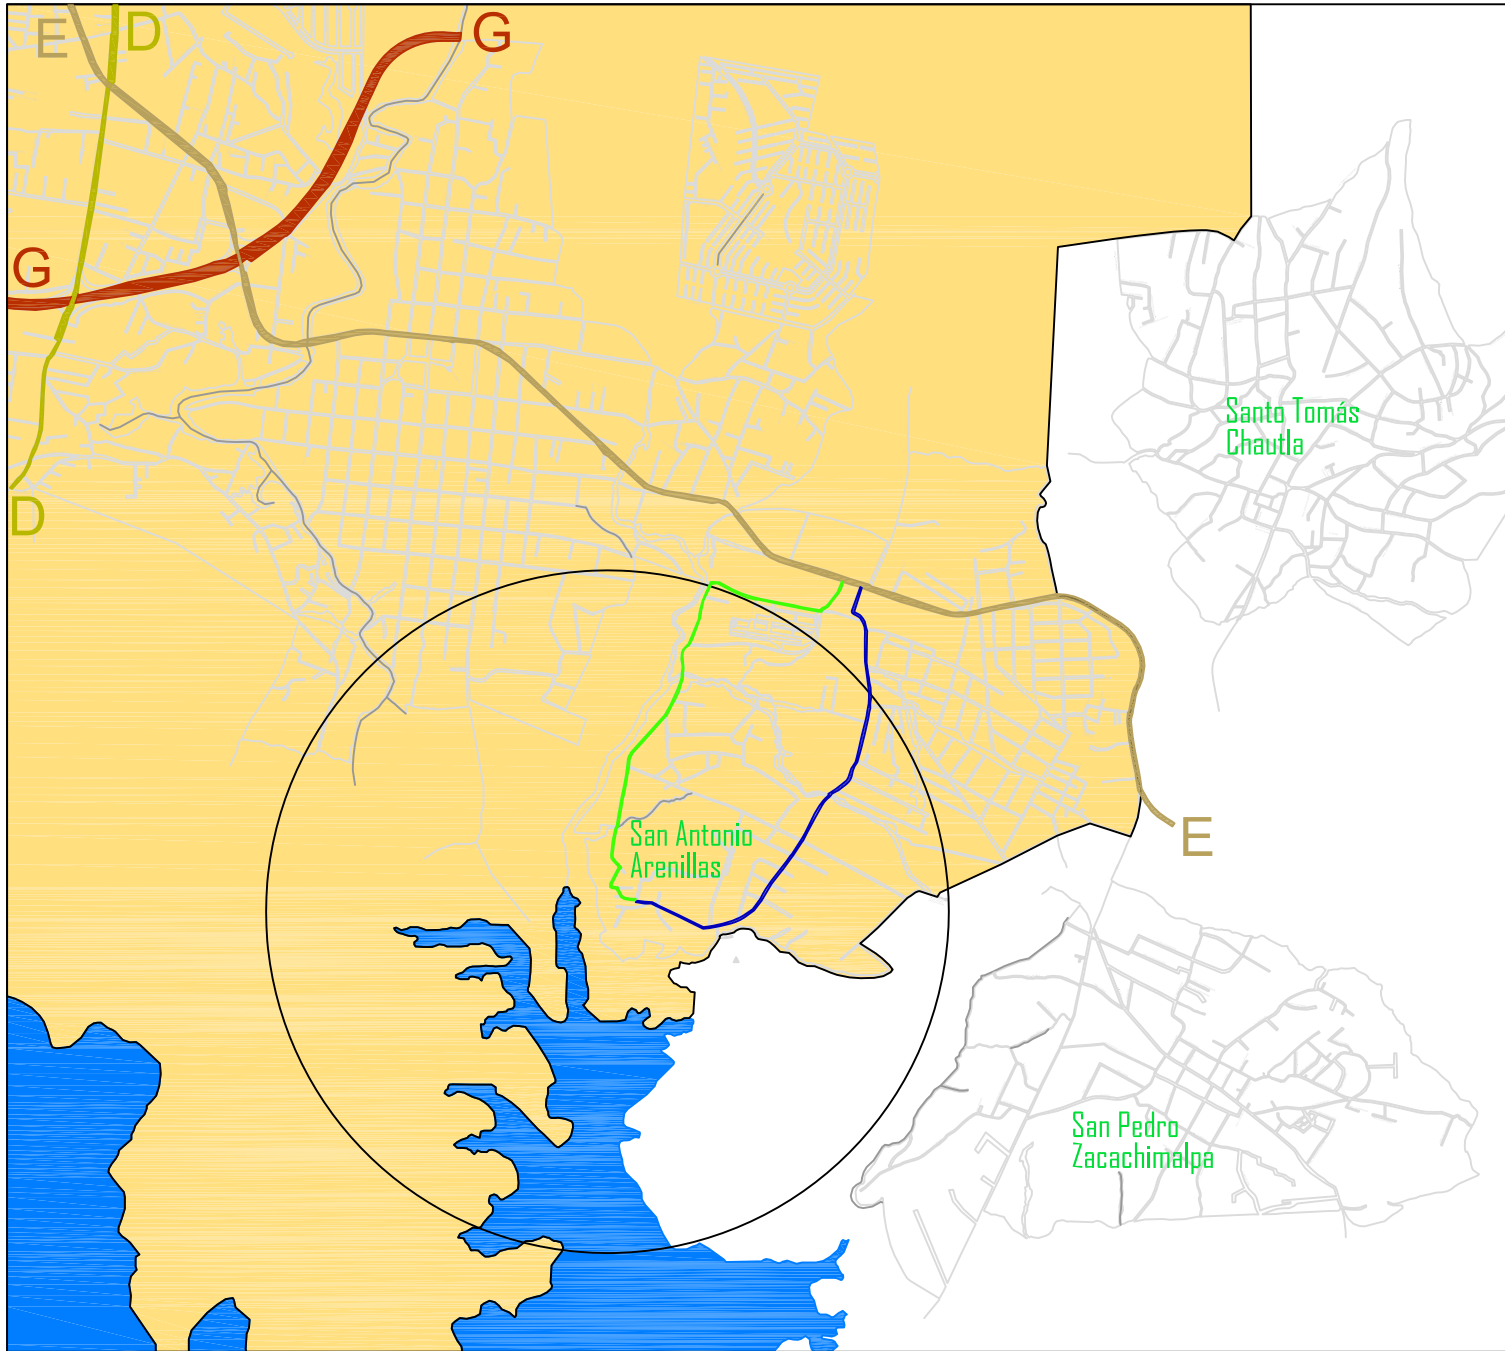 E
D
G
G
D
Santo Tomás
Chautla
San Antonio
Arenillas
E
San Pedro
Zacachimalpa